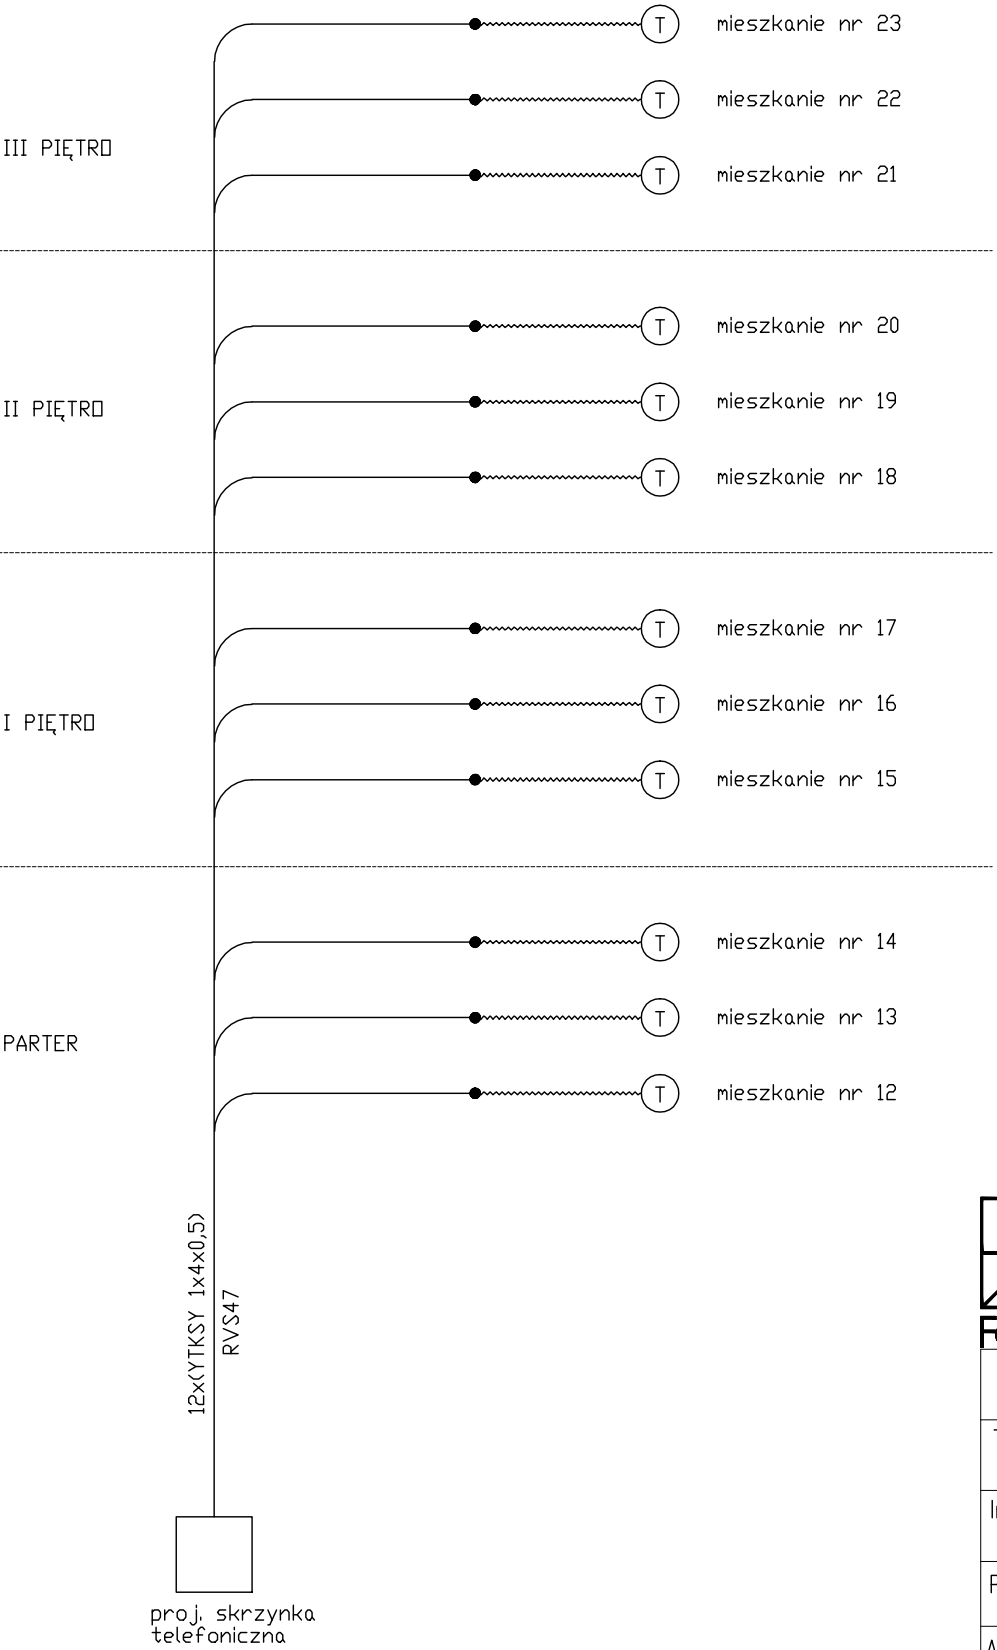 T mieszkanie nr 23
T mieszkanie nr 22
III PIĘTRO
T mieszkanie nr 21
T mieszkanie nr 20
II PIĘTRO
T mieszkanie nr 19
T mieszkanie nr 18
T mieszkanie nr 17
I PIĘTRO
T mieszkanie nr 16
T mieszkanie nr 15
T mieszkanie nr 14
PARTER
T mieszkanie nr 13
T mieszkanie nr 12
12x(YTKSY 1x4x0,5)
RVS47
proj. skrzynka
telefoniczna